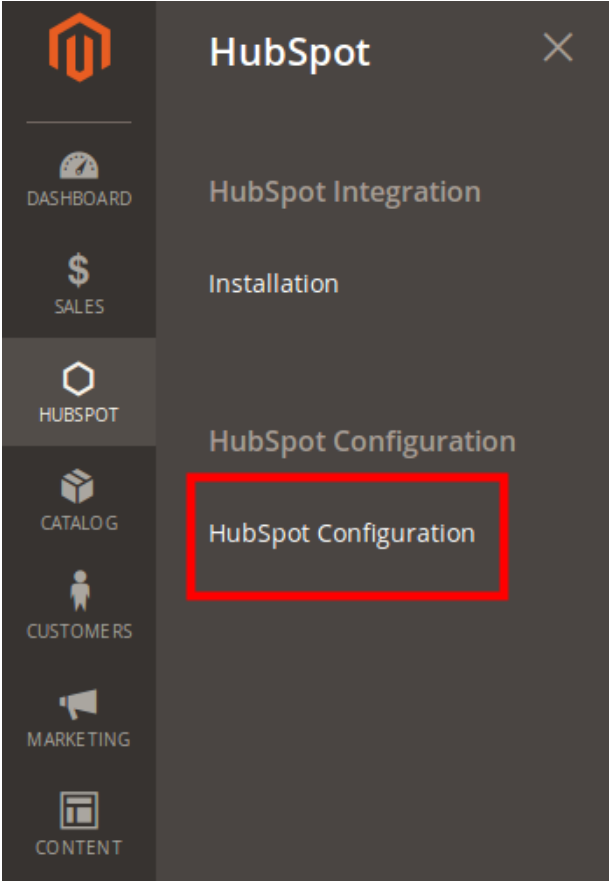 HubSpot
DASHBOARD
SALES
HUBSPOT
CATALOG
CUSTOMERS
MARKETING
CONTENT
HubSpot Integration
Installation
HubSpot Configuration
HubSpot Configuration